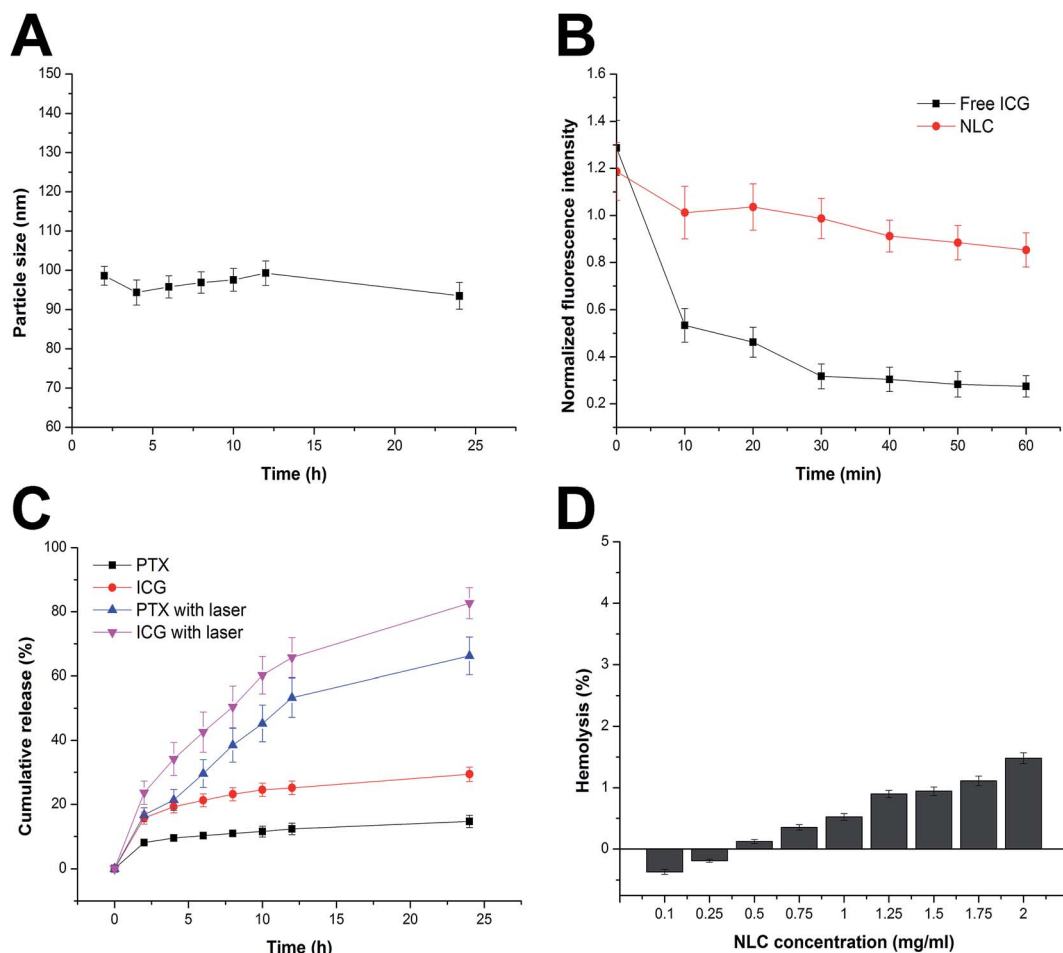 A
150
140
130
120
110
100
90
80
70
60
Particle size (nm)
0
5
10
15
20
25
Time (h)
B
1.6
1.4
1.2
1.0
0.8
0.6
0.4
0.2
Normalized fluorescence intensity
Free ICG
NLC
0
10
20
30
40
50
60
Time (min)
C
100
80
60
40
20
0
Cumulative release (%)
PTX
ICG
PTX with laser
ICG with laser
0
5
10
15
20
25
Time (h)
D
5
4
3
2
1
0
Hemolysis (%)
0.1 0.25 0.5 0.75 1 1.25 1.5 1.75 2
NLC concentration (mg/ml)